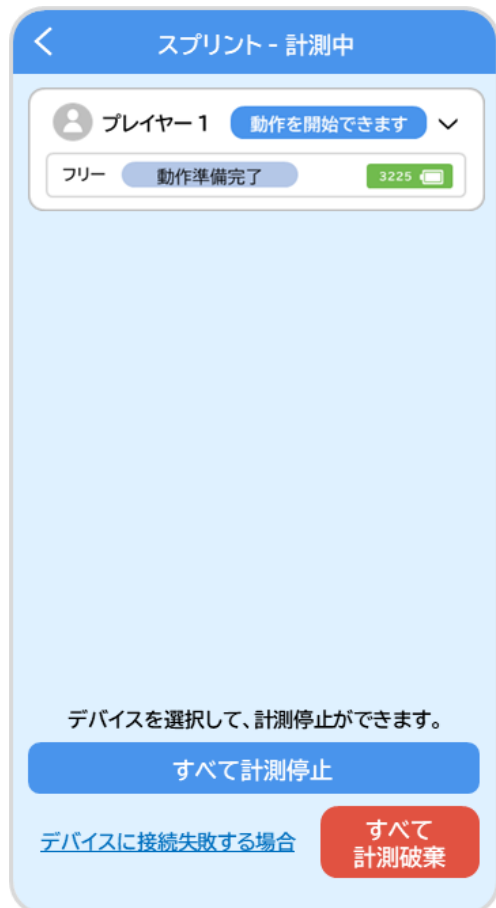 スプリント - 計測中
プレイヤー 1 動作を開始できます
フリー 動作準備完了 3225
デバイスを選択して、計測停止ができます。
すべて計測停止
デバイスに接続失敗する場合
すべて
計測破棄